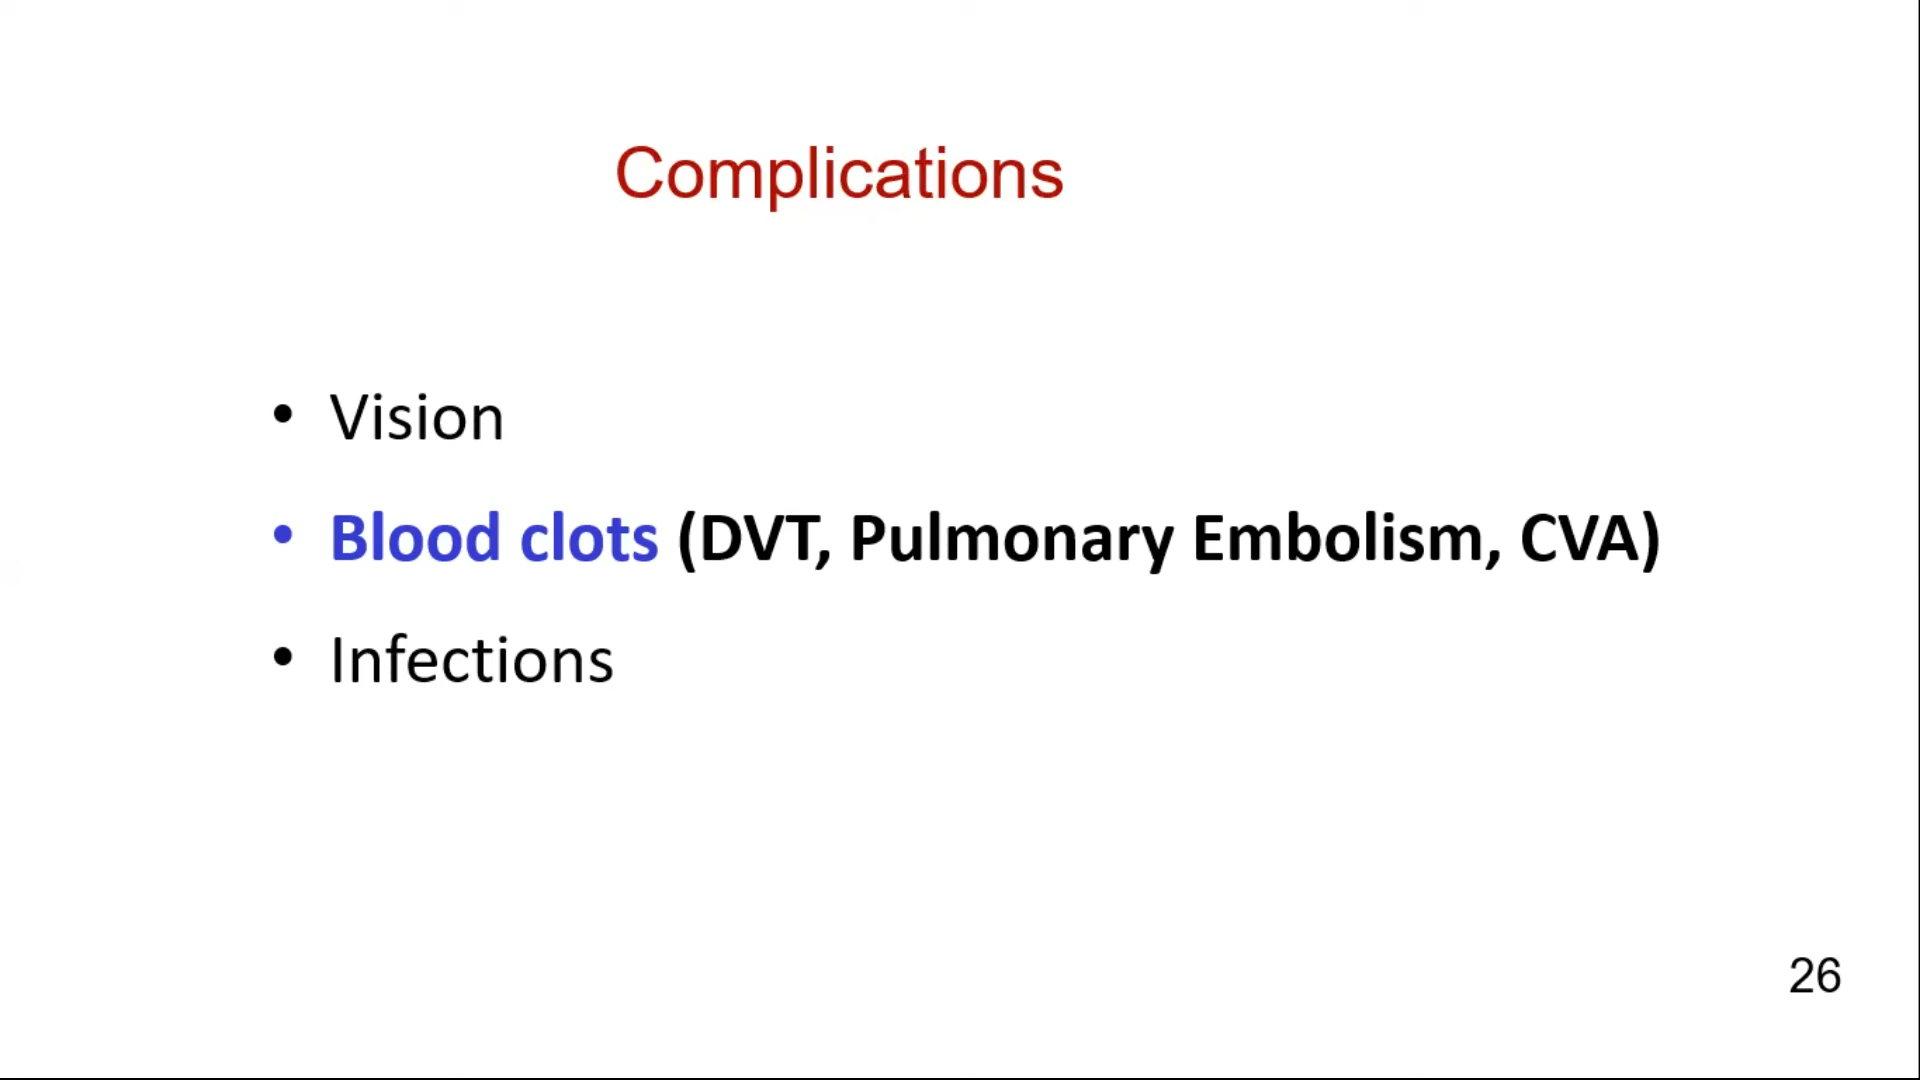 Complications
• Vision
• Blood clots (DVT, Pulmonary Embolism, CVA)
• Infections
26